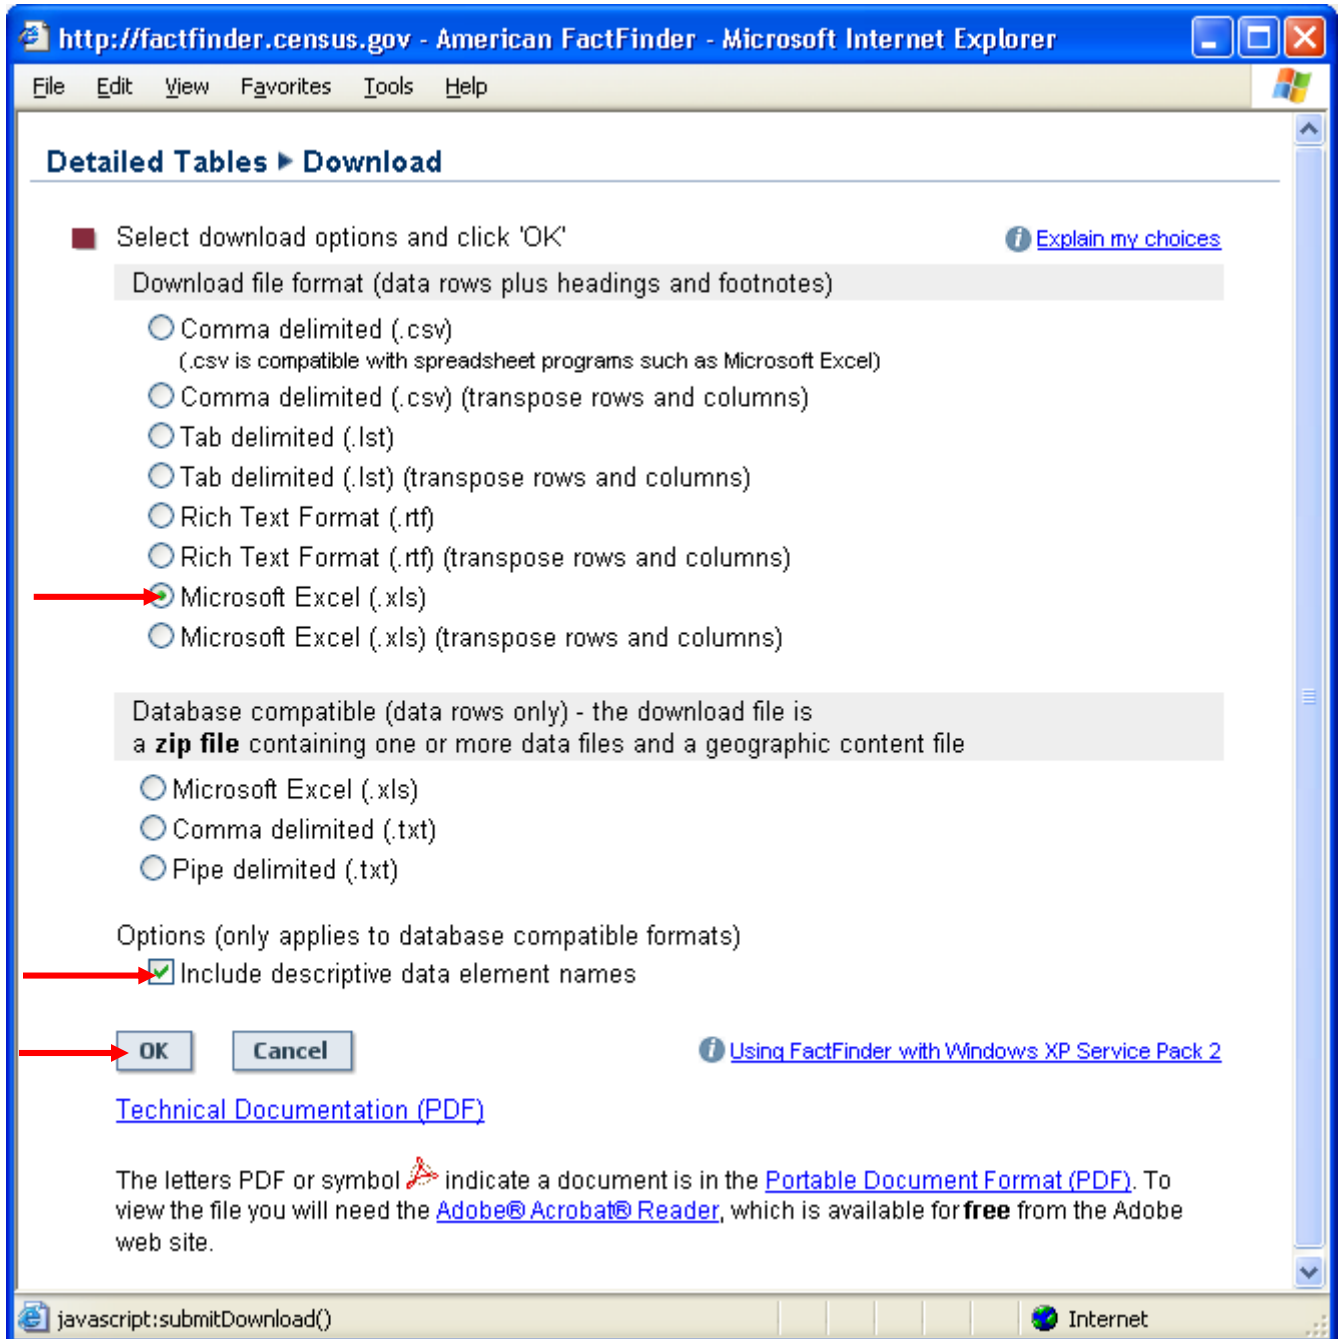 http://factfinder.census.gov - American FactFinder - Microsoft Internet Explorer
File Edit View Favorites Tools Help
Detailed Tables ▶ Download
Select download options and click 'OK'
Explain my choices
Download file format (data rows plus headings and footnotes)
Comma delimited (.csv)
(.csv is compatible with spreadsheet programs such as Microsoft Excel)
Comma delimited (.csv) (transpose rows and columns)
Tab delimited (.lst)
Tab delimited (.lst) (transpose rows and columns)
Rich Text Format (.rtf)
Rich Text Format (.rtf) (transpose rows and columns)
Microsoft Excel (.xls)
Microsoft Excel (.xls) (transpose rows and columns)
Database compatible (data rows only) - the download file is
a zip file containing one or more data files and a geographic content file
Microsoft Excel (.xls)
Comma delimited (.txt)
Pipe delimited (.txt)
Options (only applies to database compatible formats)
Include descriptive data element names
OK Cancel
Using FactFinder with Windows XP Service Pack 2
Technical Documentation (PDF)
The letters PDF or symbol indicate a document is in the Portable Document Format (PDF). To
view the file you will need the Adobe® Acrobat® Reader, which is available for free from the Adobe
web site.
javascript:submitDownload()
Internet